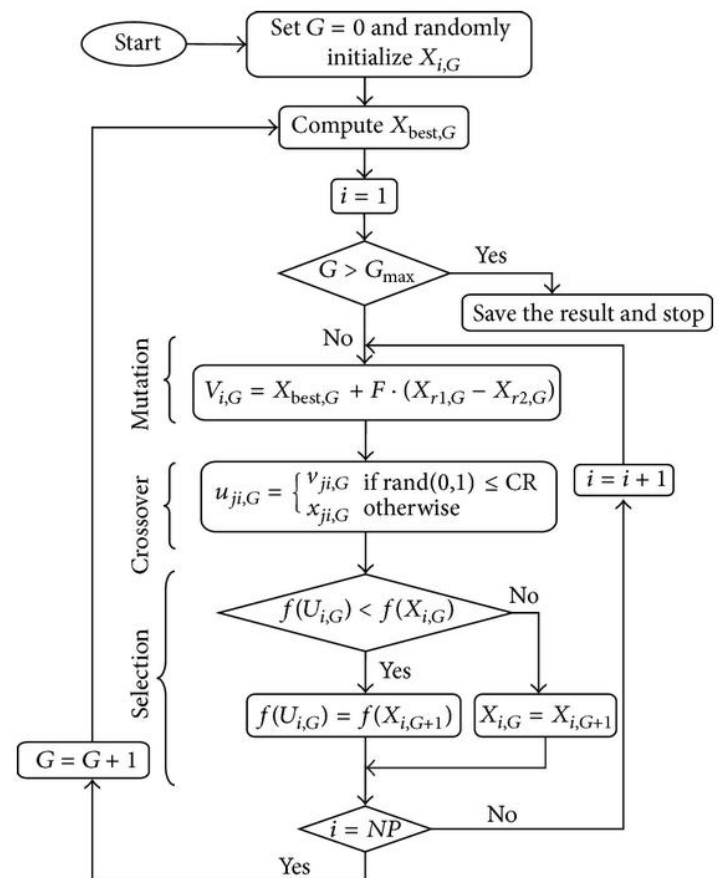 Start
Set G = 0 and randomly
initialize X_{i,G}
Compute X_{best,G}
i = 1
G > G_{max}
Yes
Save the result and stop
No
Mutation
V_{i,G} = X_{best,G} + F · (X_{r1,G} − X_{r2,G})
i = i + 1
Crossover
u_{ji,G} = { v_{ji,G} if rand(0,1) ≤ CR
x_{ji,G} otherwise
Selection
f(U_{i,G}) < f(X_{i,G})
No
Yes
f(U_{i,G}) = f(X_{i,G+1})
X_{i,G} = X_{i,G+1}
G = G + 1
i = NP
No
Yes